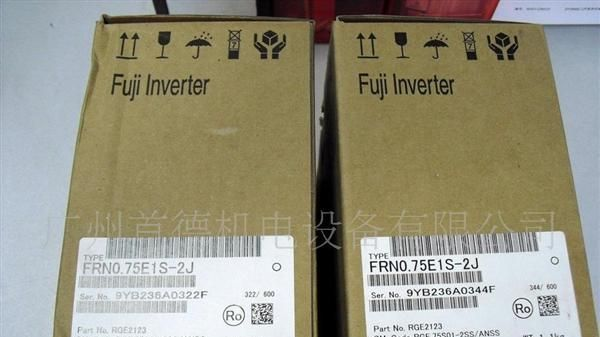 Fuji Inverter
TYPE
FRN0.75E1S-2J
Ser. No. 9YB236A0322F
322/ 600
Ro
Part No. RGE2123
Fuji Inverter
TYPE
FRN0.75E1S-2J
Ser. No. 9YB236A0344F
344/ 600
Ro
Part No. RGE2123
广州首德机电设备有限公司